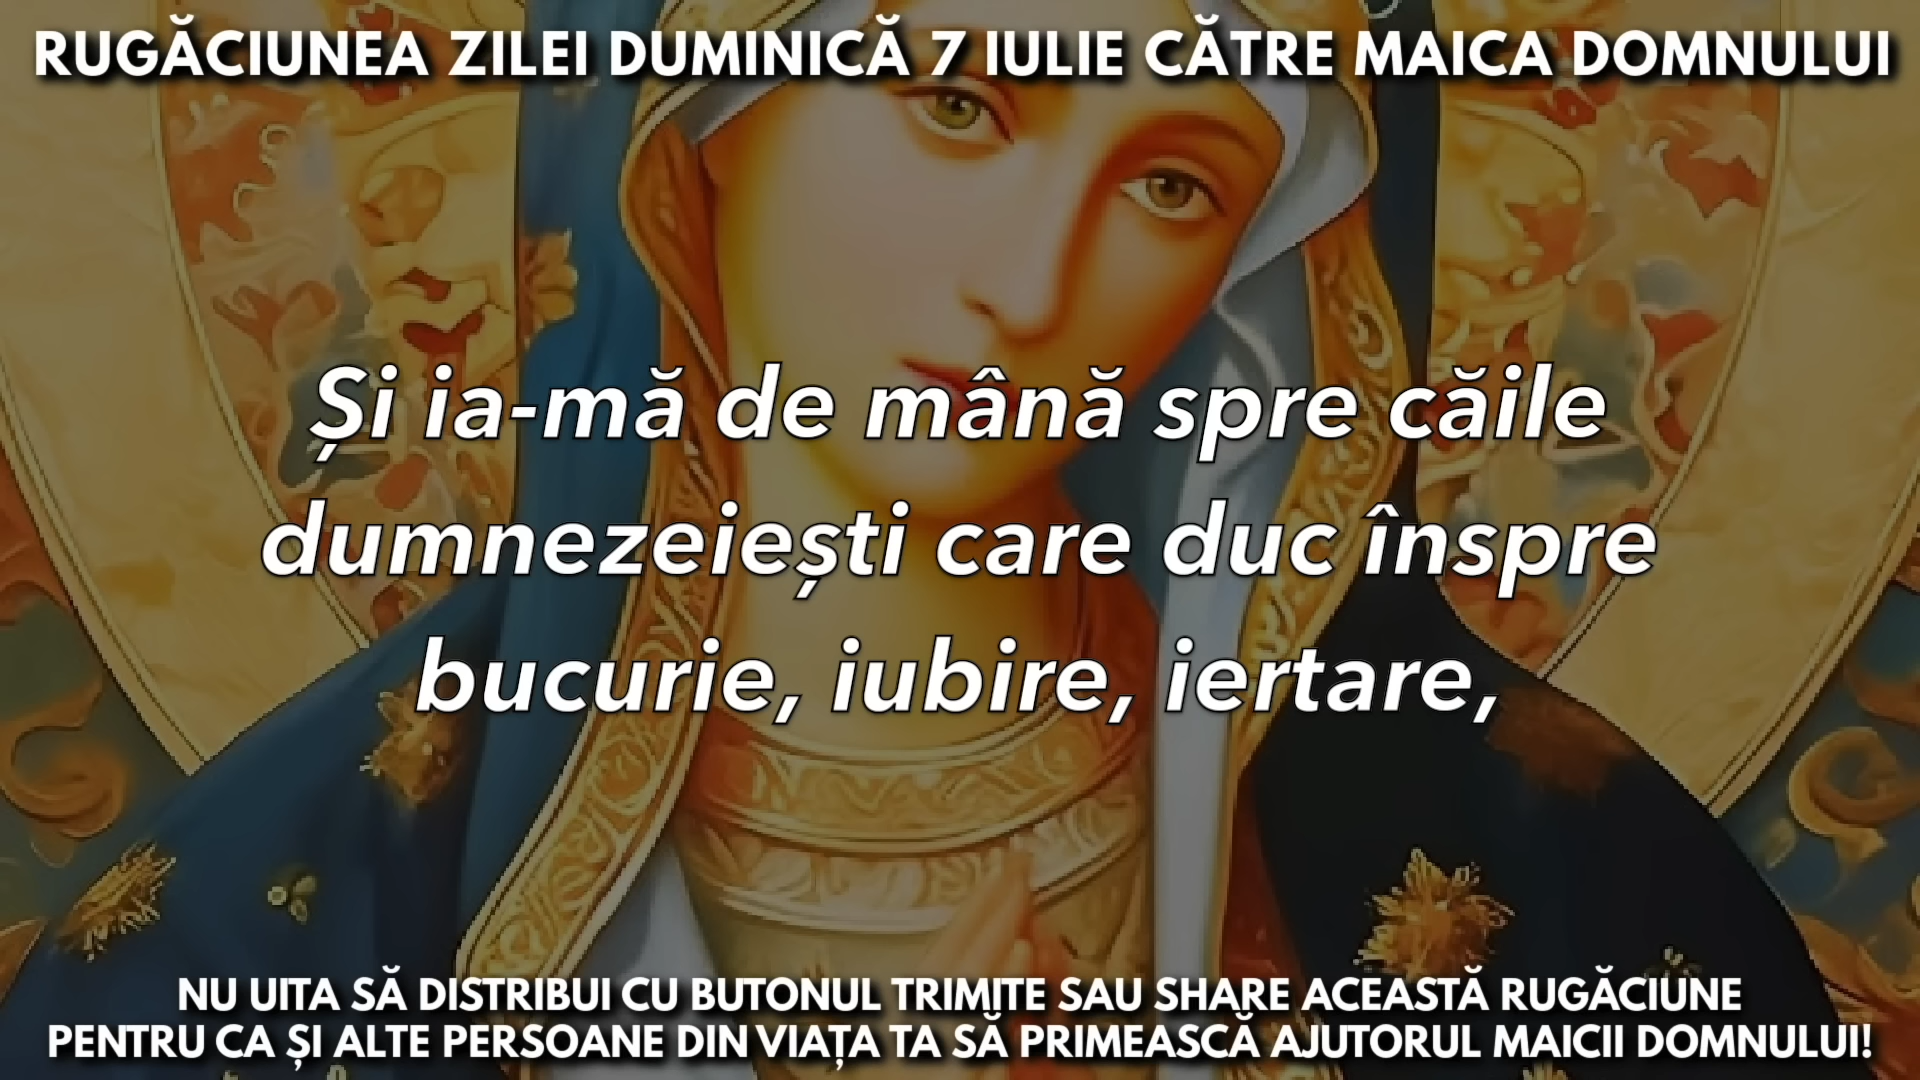 RUGĂCIUNEA ZILEI DUMINICĂ 7 IULIE CĂTRE MAICA DOMNULUI
Și ia-mă de mână spre căile
dumnezeiești care duc înspre
bucurie, iubire, iertare,
NU UITA SĂ DISTRIBUI CU BUTONUL TRIMITE SAU SHARE ACEASTĂ RUGĂCIUNE
PENTRU CA ȘI ALTE PERSOANE DIN VIAȚA TA SĂ PRIMEASCĂ AJUTORUL MAICII DOMNULUI!